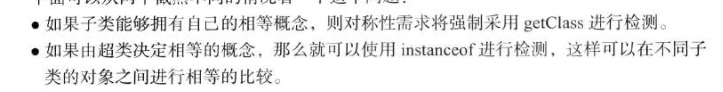 ● 如果子类能够拥有自己的相等概念，则对称性需求将强制采用 getClass 进行检测。
● 如果由超类决定相等的概念，那么就可以使用 instanceof 进行检测，这样可以在不同子
类的对象之间进行相等的比较。